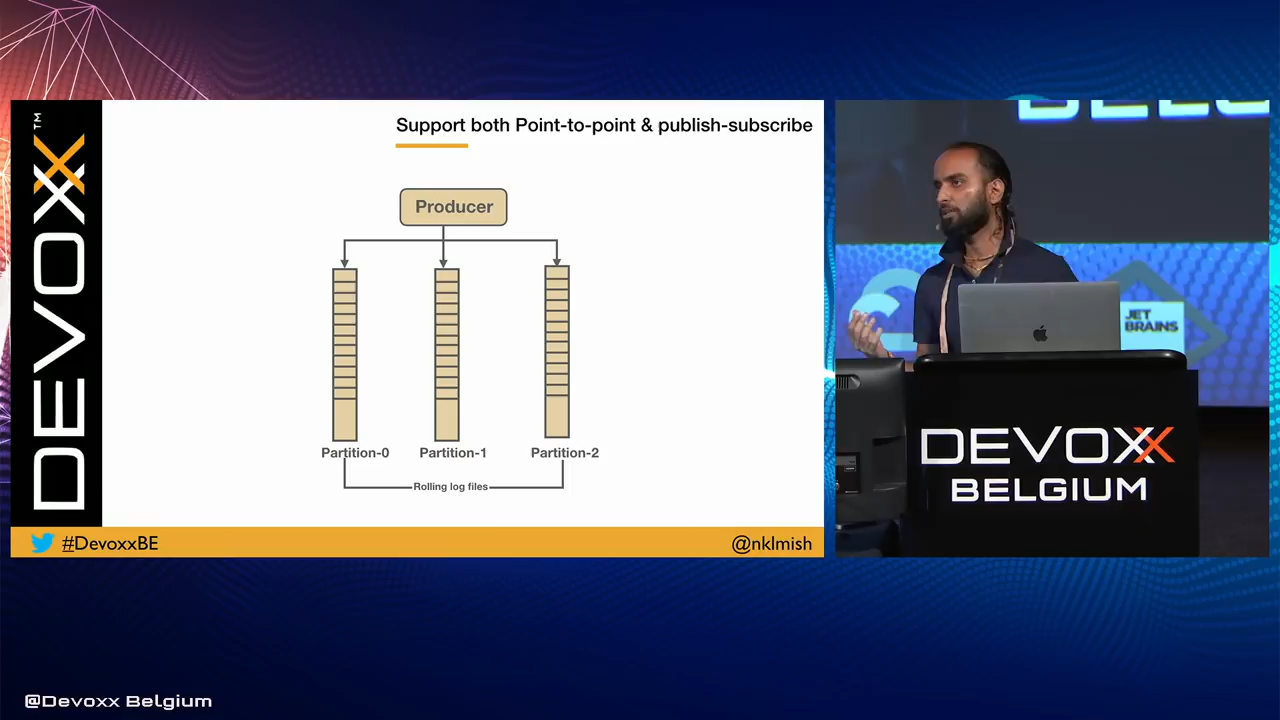 DEVOXX™
Support both Point-to-point & publish-subscribe
Producer
Partition-0
Partition-1
Partition-2
Rolling log files
#DevoxxBE
@nklmish
JET
BRAINS
DEVOXX
BELGIUM
@Devoxx Belgium